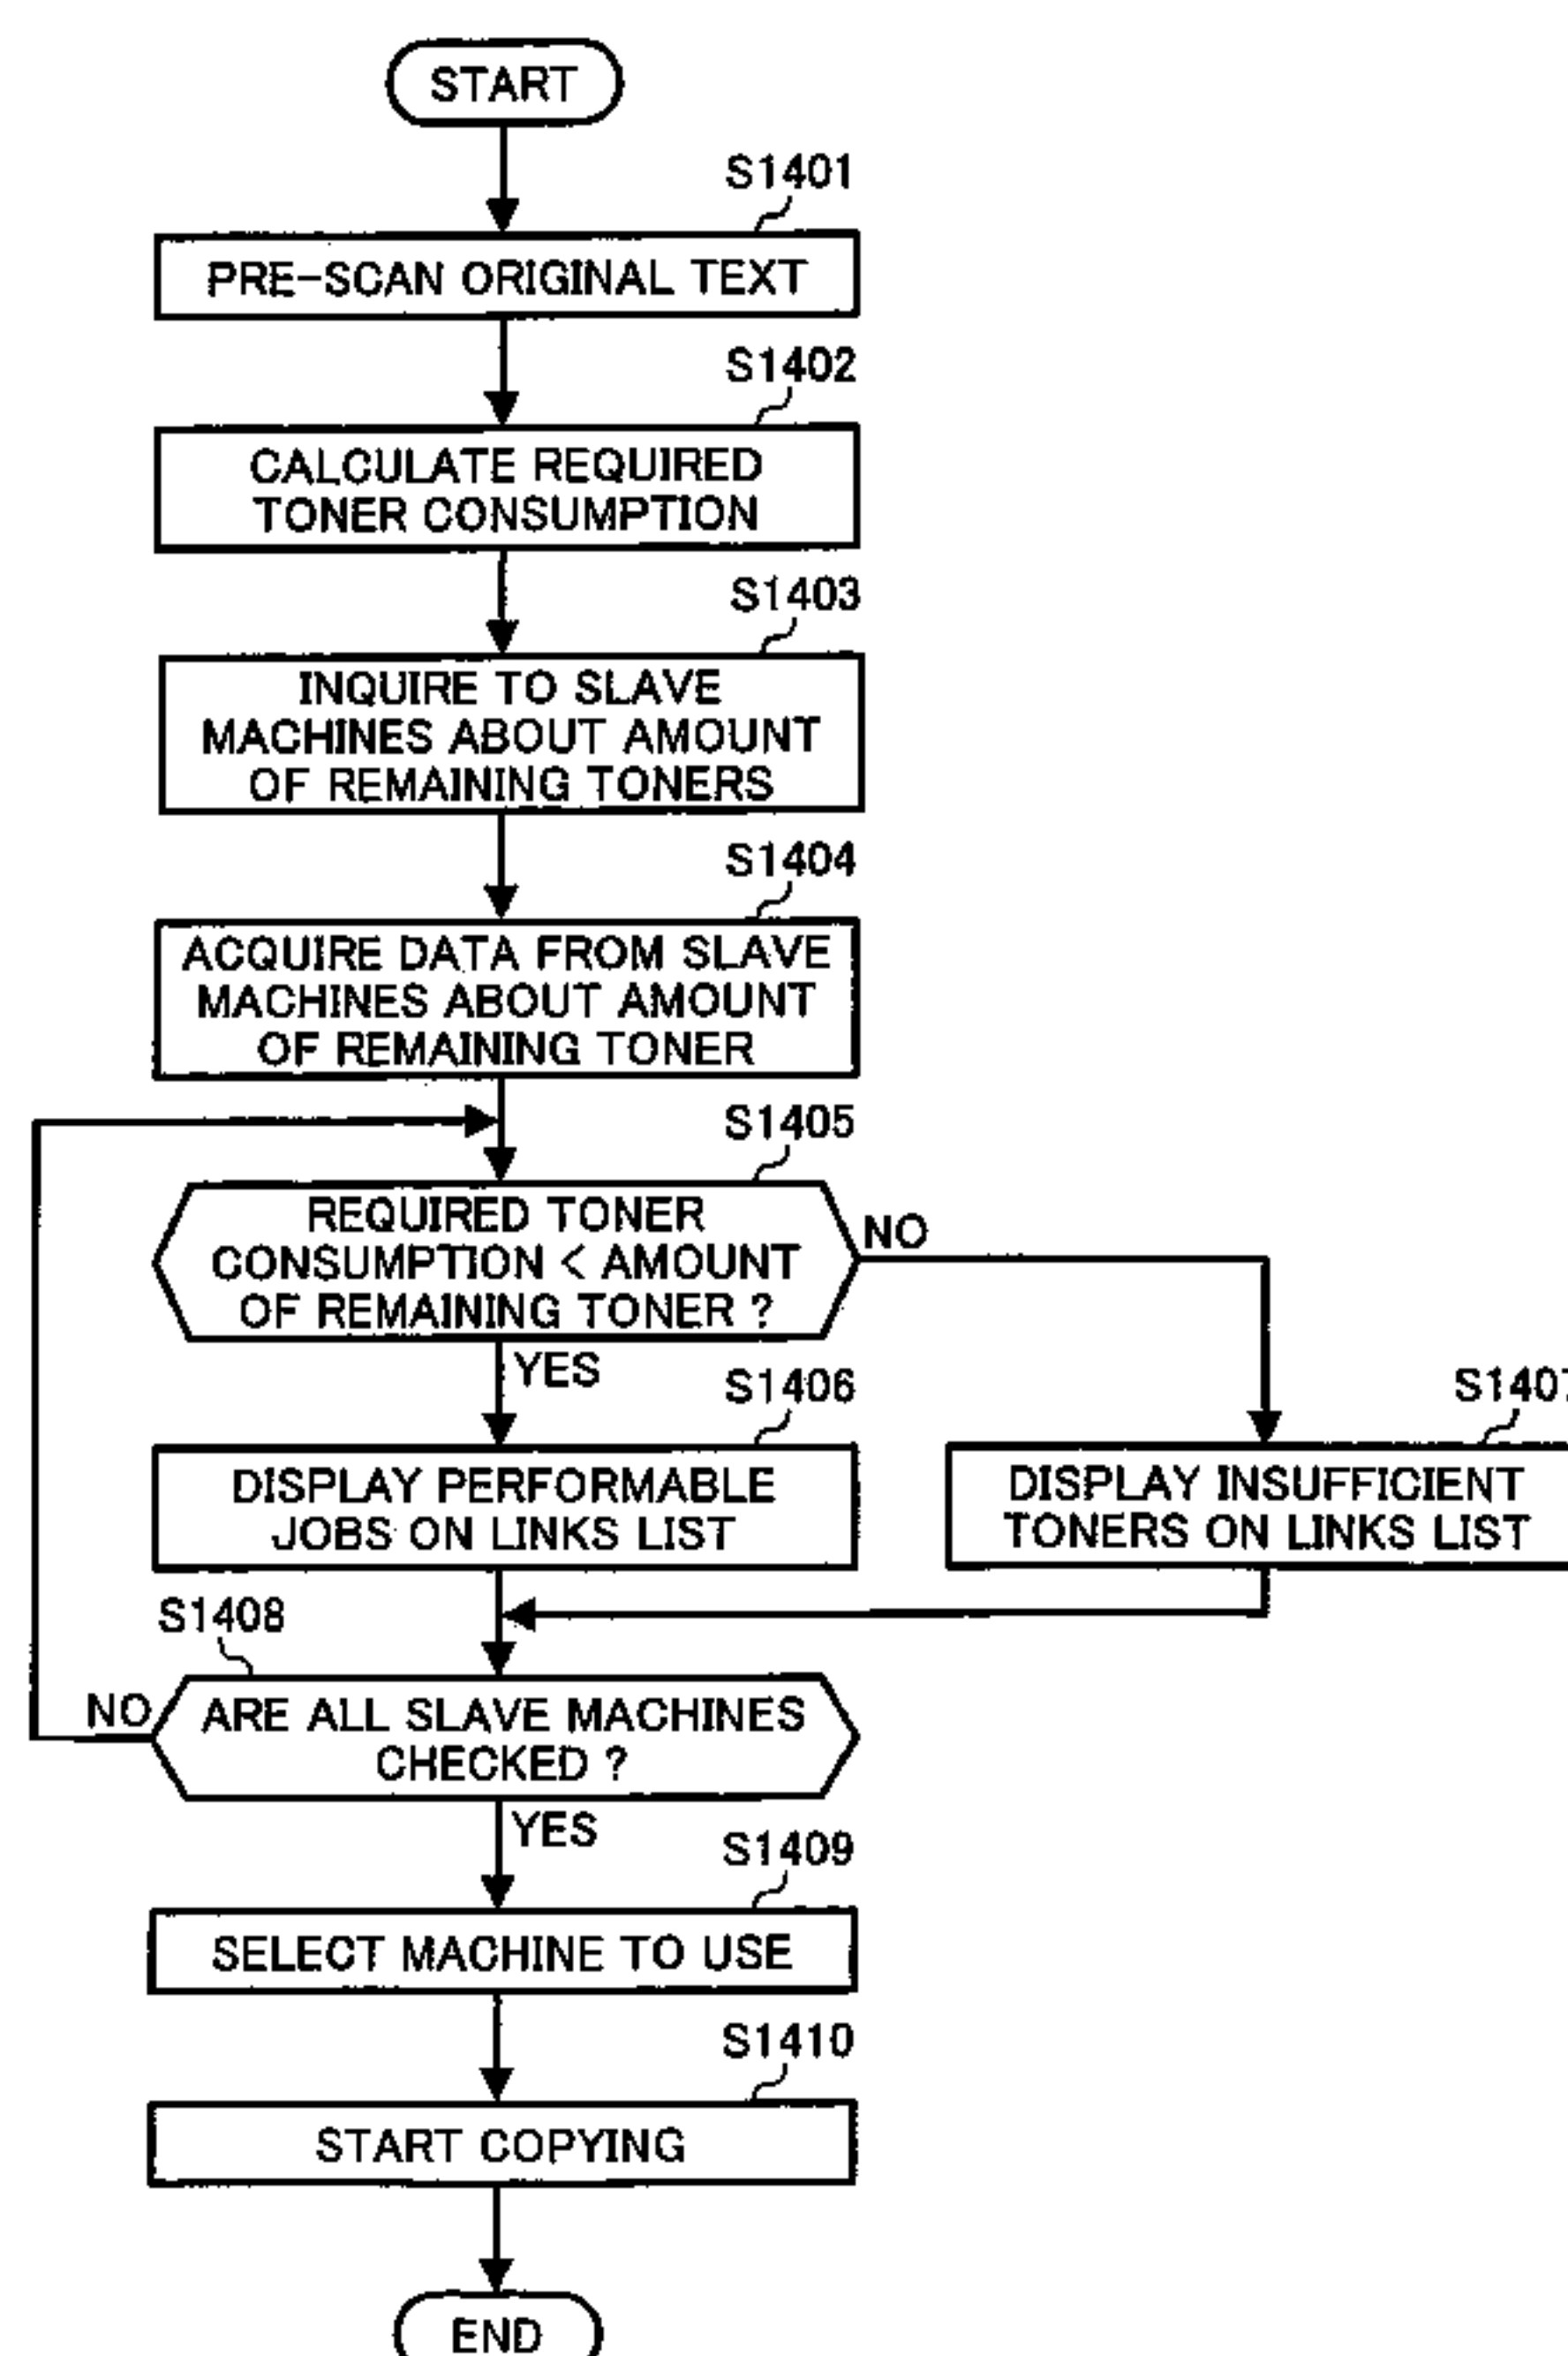 START
S1401
PRE-SCAN ORIGINAL TEXT
S1402
CALCULATE REQUIRED
TONER CONSUMPTION
S1403
INQUIRE TO SLAVE
MACHINES ABOUT AMOUNT
OF REMAINING TONERS
S1404
ACQUIRE DATA FROM SLAVE
MACHINES ABOUT AMOUNT
OF REMAINING TONER
S1405
REQUIRED TONER
CONSUMPTION < AMOUNT
OF REMAINING TONER ?
NO
YES
S1406
DISPLAY PERFORMABLE
JOBS ON LINKS LIST
S1407
DISPLAY INSUFFICIENT
TONERS ON LINKS LIST
S1408
NO
ARE ALL SLAVE MACHINES
CHECKED ?
YES
S1409
SELECT MACHINE TO USE
S1410
START COPYING
END